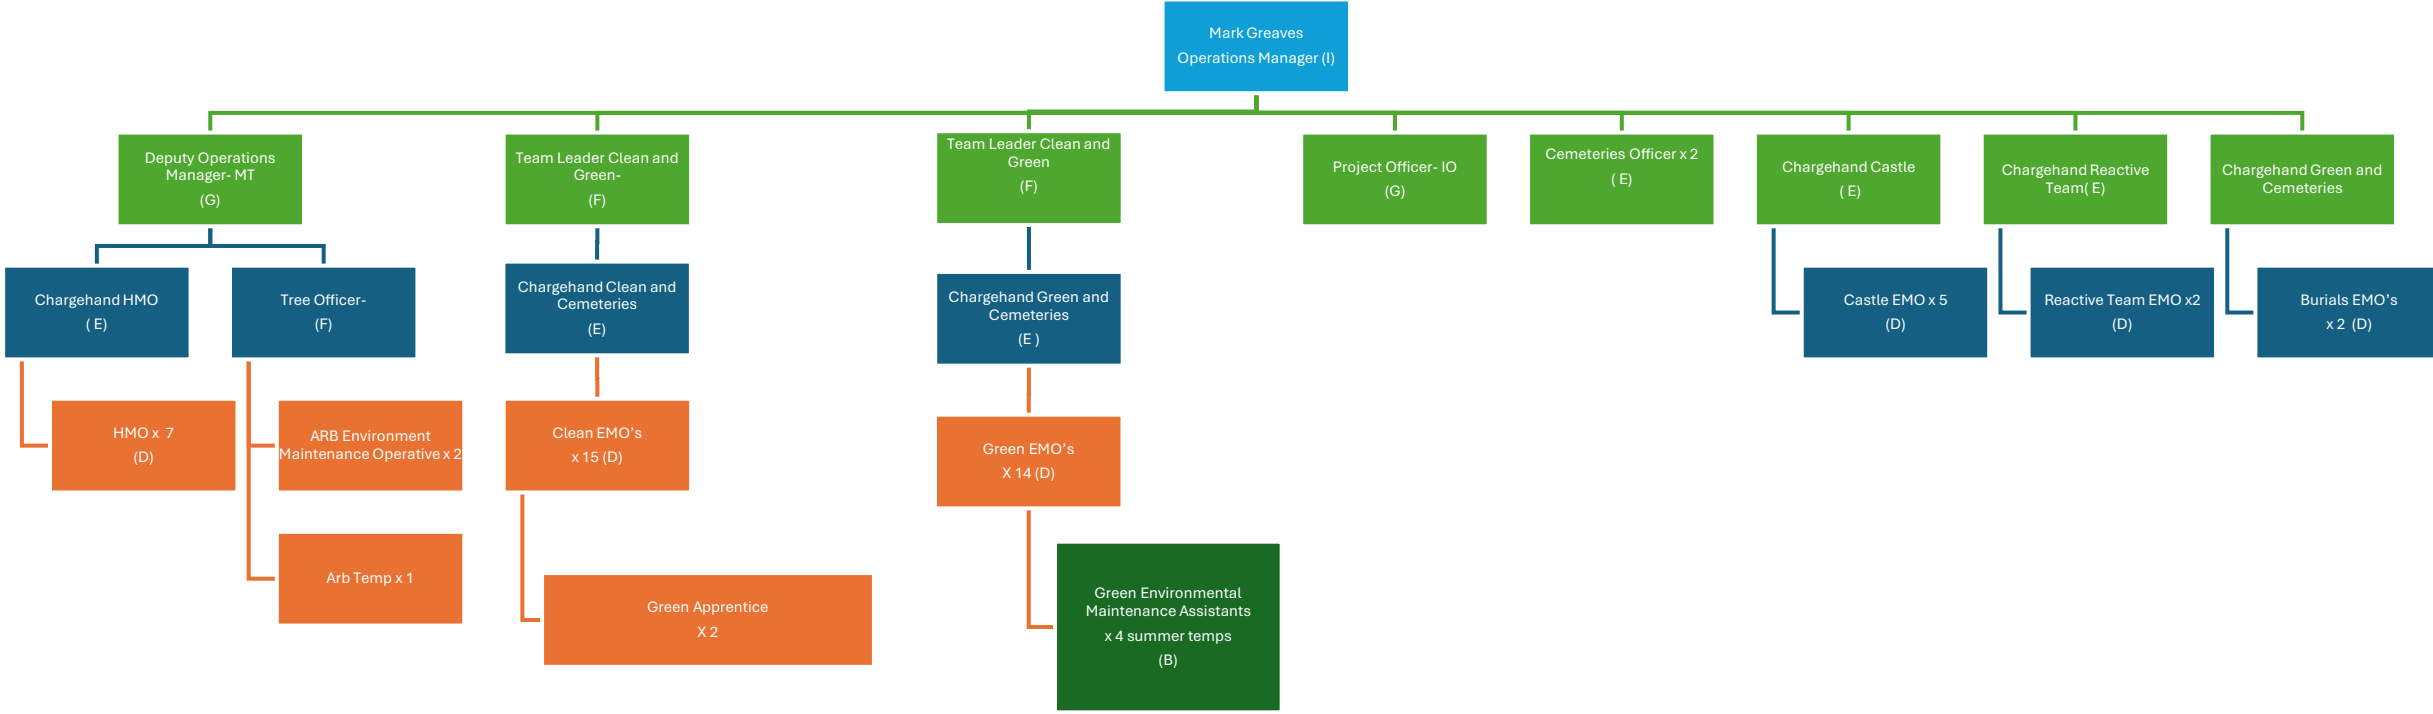 Mark Greaves
Operations Manager (I)
Deputy Operations
Manager- MT
(G)
Team Leader Clean and
Green-
(F)
Team Leader Clean and
Green
(F)
Project Officer- IO
(G)
Cemeteries Officer x 2
( E)
Chargehand Castle
( E)
Chargehand Reactive
Team( E)
Chargehand Green and
Cemeteries
Chargehand HMO
( E)
Tree Officer-
(F)
Chargehand Clean and
Cemeteries
(E)
Chargehand Green and
Cemeteries
(E )
Castle EMO x 5
(D)
Reactive Team EMO x2
(D)
Burials EMO’s
x 2 (D)
HMO x 7
(D)
ARB Environment
Maintenance Operative x 2
Clean EMO’s
x 15 (D)
Green EMO’s
X 14 (D)
Arb Temp x 1
Green Apprentice
X 2
Green Environmental
Maintenance Assistants
x 4 summer temps
(B)